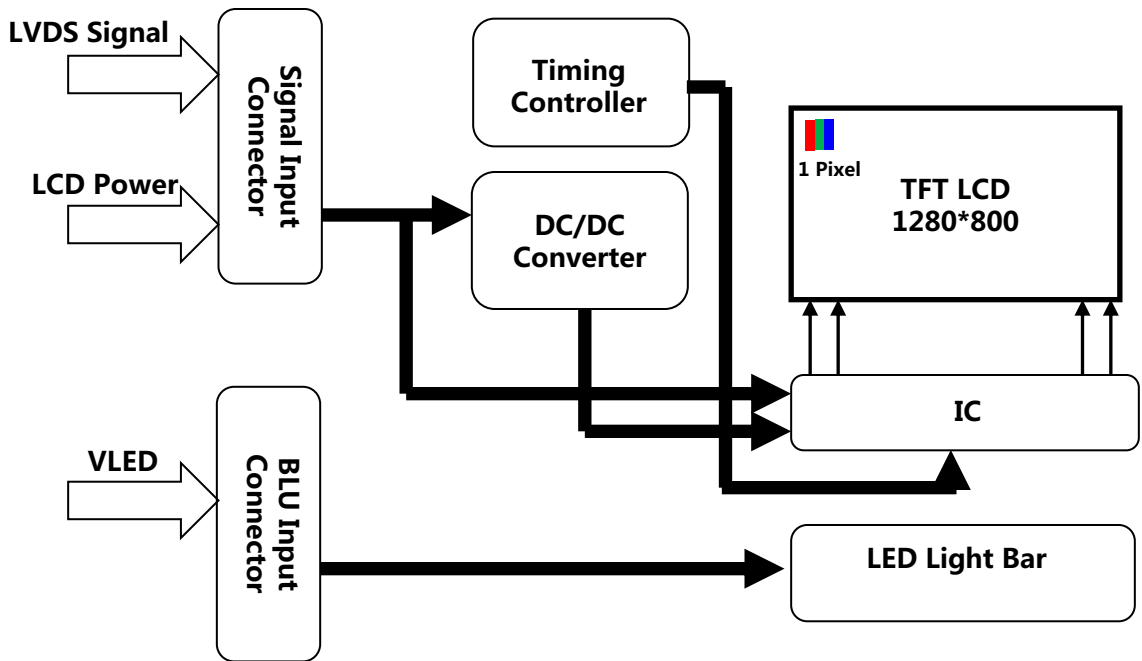 LVDS Signal
LCD Power
Signal Input
Connector
Timing
Controller
DC/DC
Converter
1 Pixel
TFT LCD
1280*800
IC
VLED
BLU Input
Connector
LED Light Bar